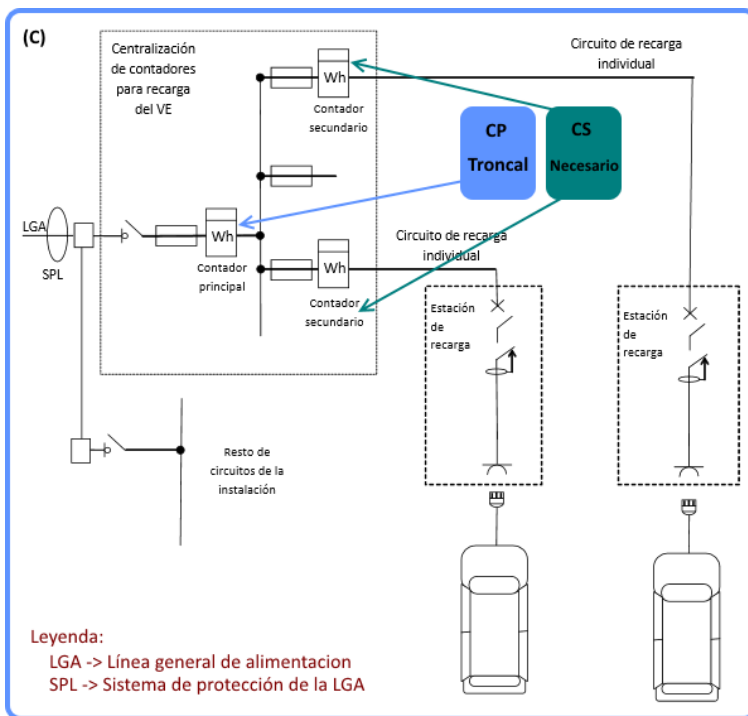 (C)
Centralización
de contadores
para recarga
del VE
Wh
Contador
secundario
Circuito de recarga
individual
CP
Troncal
CS
Necesario
LGA
SPL
Wh
Contador
principal
Wh
Contador
secundario
Circuito de recarga
individual
Estación
de
recarga
Estación
de
recarga
Resto de
circuitos de la
instalación
Leyenda:
LGA -> Línea general de alimentacion
SPL -> Sistema de protección de la LGA